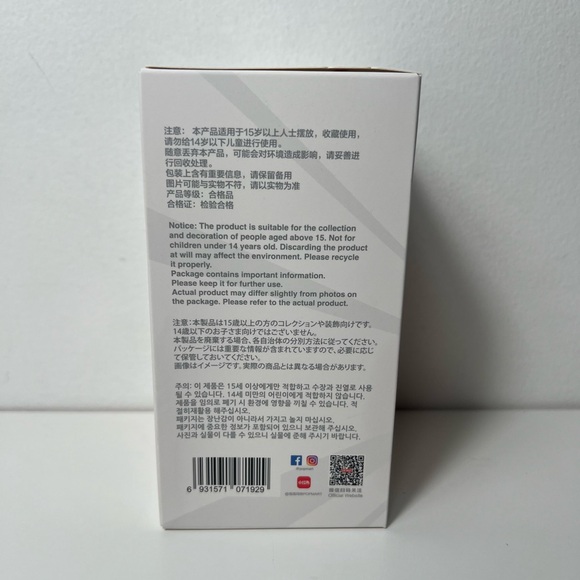 注意： 本产品适用于15岁以上人士摆放，收藏使用，
请勿给14岁以下儿童进行使用。
随意丢弃本产品，可能会对环境造成影响，请妥善进
行回收处理。
包装上含有重要信息，请保留备用
图片可能与实物不符，请以实物为准
产品等级：合格品
合格证：检验合格
Notice: The product is suitable for the collection
and decoration of people aged above 15. Not for
children under 14 years old. Discarding the product
at will may affect the environment. Please recycle
it properly.
Package contains important information.
Please keep it for further use.
Actual product may differ slightly from photos on
the package. Please refer to the actual product.
注意：本製品は15歳以上の方のコレクションや装飾向けです。
14歳以下のお子さま向けではございません。
本製品を廃棄する場合、各自治体の分別方法に従ってください。
パッケージには重要な情報が含まれていますので、必要に応じ
て保管しておいてください。
画像はイメージです。実際の商品とは異なる場合があります。
주의: 이 제품은 15세 이상에게만 적합하고 수장과 진열로 사용
될 수 있습니다. 14세 미만의 어린이에게 적합하지 않습니다.
제품을 임의로 폐기 시 환경에 영향을 끼칠 수 있습니다. 적
절히재활용 해주십시오.
패키지는 장난감이 아니라서 가지고 놀지 마십시오.
패키지에 중요한 정보가 포함되어 있으니 보관해 주십시오.
사진과 실물이 다를 수 있으니 실물에 준해 주시기 바랍니다.
6 931571 071929
小红书
Official Website